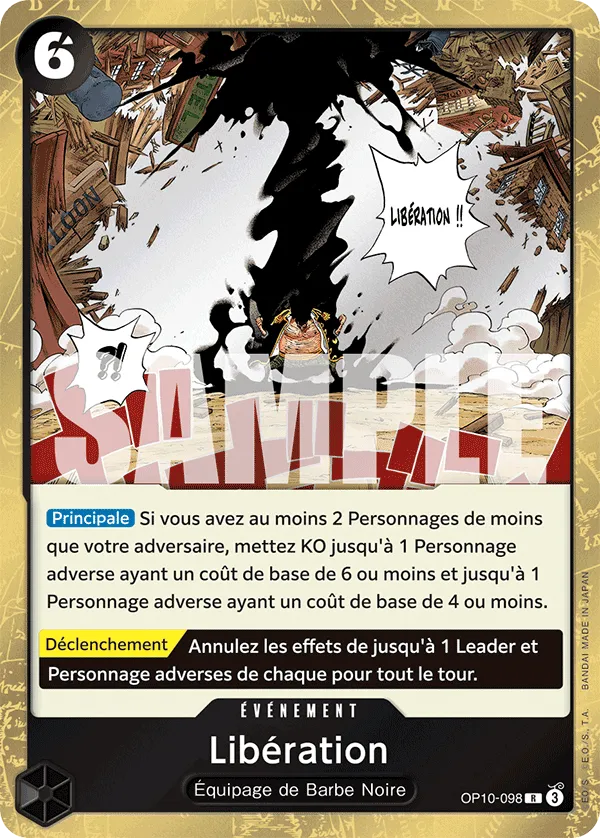 6
LIBÉRATION !!
?!
SAMPLE
Principale Si vous avez au moins 2 Personnages de moins
que votre adversaire, mettez KO jusqu'à 1 Personnage
adverse ayant un coût de base de 6 ou moins et jusqu'à 1
Personnage adverse ayant un coût de base de 4 ou moins.
Déclenchement Annulez les effets de jusqu'à 1 Leader et
Personnage adverses de chaque pour tout le tour.
ÉVÉNEMENT
Libération
Équipage de Barbe Noire
OP10-098 R 3
BANDAI MADE IN JAPAN